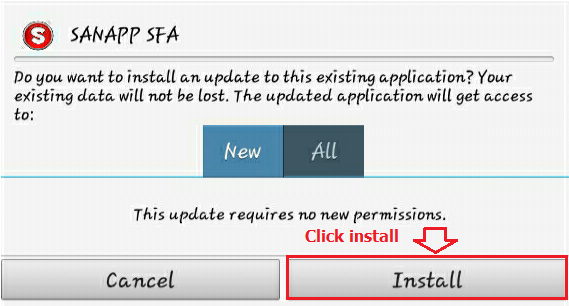 S SANAPP SFA
Do you want to install an update to this existing application? Your
existing data will not be lost. The updated application will get access
to:
New All
This update requires no new permissions.
Click install
Cancel Install